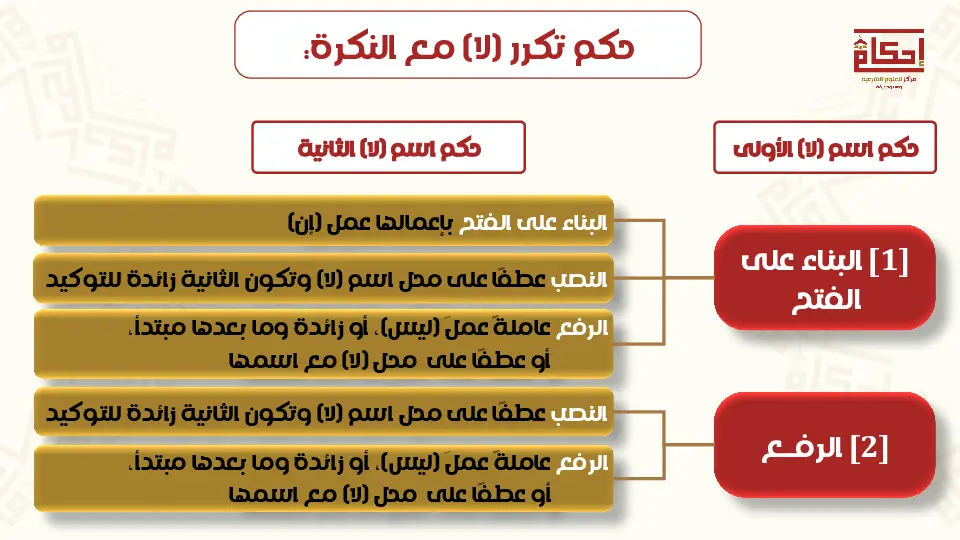 حكم تكرر (لا) مع النكرة:
إحكام
مركز للعلوم الشرعية
حكم اسم (لا) الأولى
حكم اسم (لا) الثانية
[1] البناء على
الفتح
البناء على الفتح بإعمالها عمل (إن)
النصب عطفًا على محل اسم (لا) وتكون الثانية زائدة للتوكيد
الرفع عاملةً عملَ (ليس)، أو زائدة وما بعدها مبتدأ،
أو عطفًا على محل (لا) مع اسمها
[2] الرفــع
النصب عطفًا على محل اسم (لا) وتكون الثانية زائدة للتوكيد
الرفع عاملةً عملَ (ليس)، أو زائدة وما بعدها مبتدأ،
أو عطفًا على محل (لا) مع اسمها